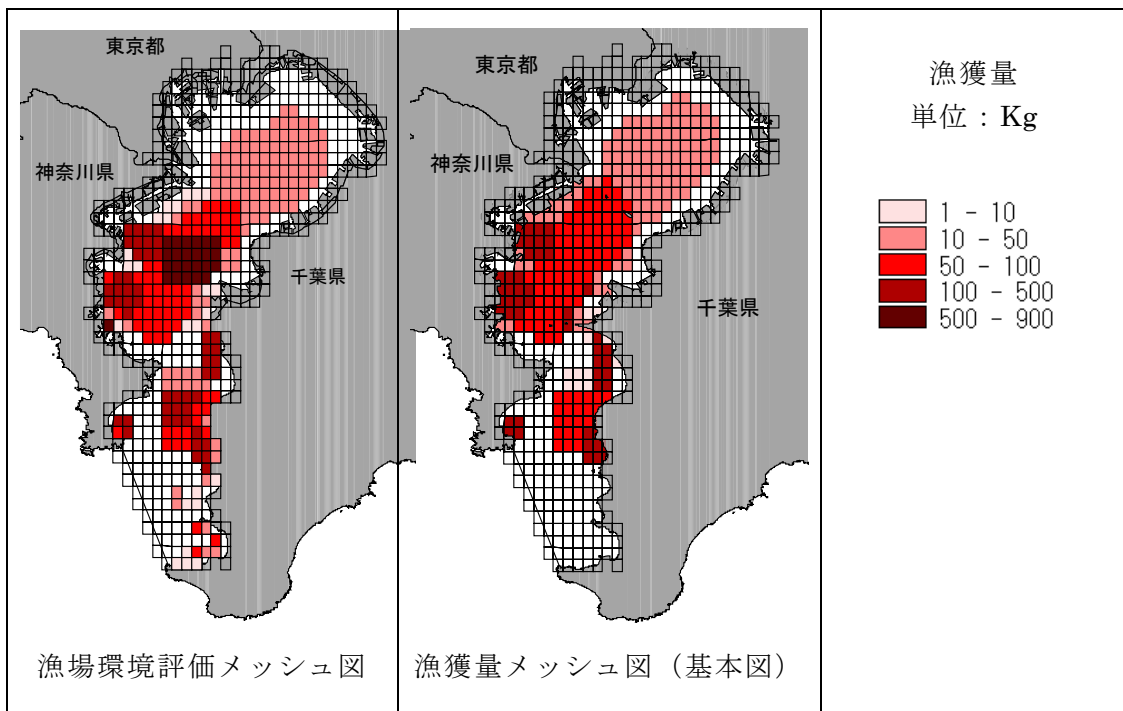 東京都
神奈川県
千葉県
漁場環境評価メッシュ図
東京都
神奈川県
千葉県
漁獲量メッシュ図（基本図）
漁獲量
単位：Kg
1 - 10
10 - 50
50 - 100
100 - 500
500 - 900